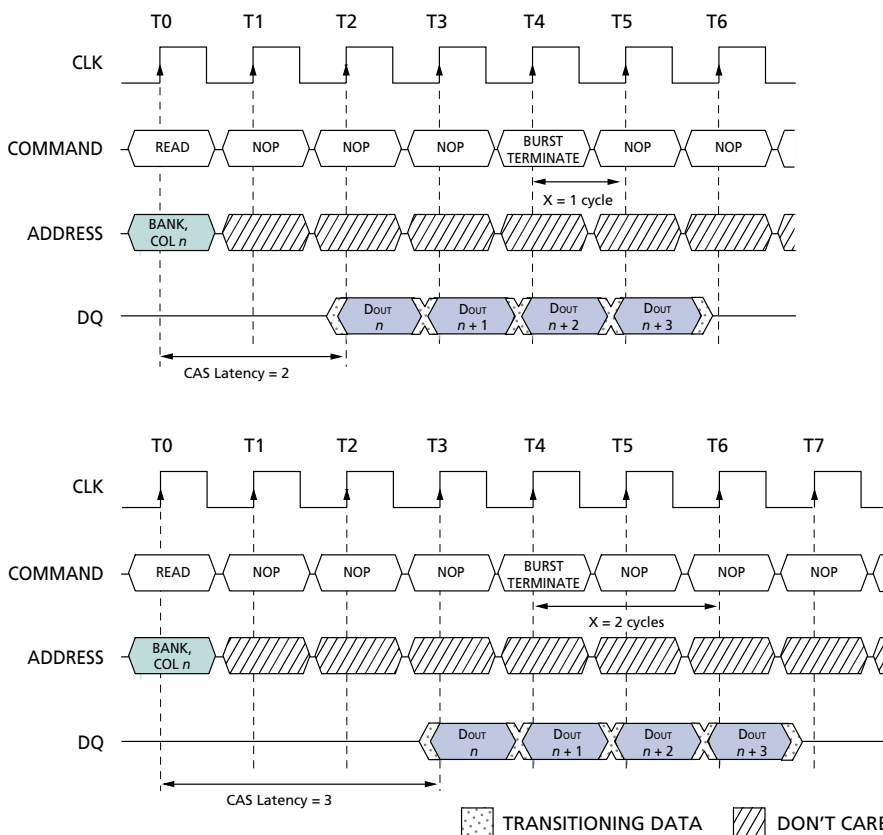 T0 T1 T2 T3 T4 T5 T6
CLK
COMMAND READ NOP NOP NOP BURST TERMINATE NOP NOP
X = 1 cycle
ADDRESS BANK, COL n
DQ DOUT n DOUT n + 1 DOUT n + 2 DOUT n + 3
CAS Latency = 2
T0 T1 T2 T3 T4 T5 T6 T7
CLK
COMMAND READ NOP NOP NOP BURST TERMINATE NOP NOP NOP
X = 2 cycles
ADDRESS BANK, COL n
DQ DOUT n DOUT n + 1 DOUT n + 2 DOUT n + 3
CAS Latency = 3
TRANSITIONING DATA DON'T CARE